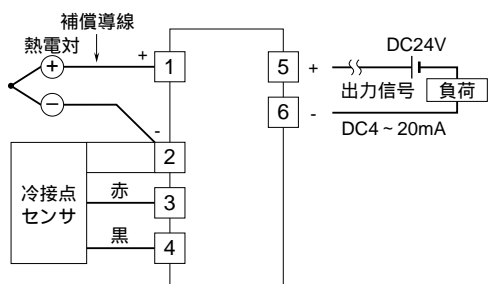 補償導線
熱電対
+
+
−
-
1
2
3
4
冷接点
センサ
赤
黒
5
6
+
-
DC24V
出力信号
負荷
DC4~20mA